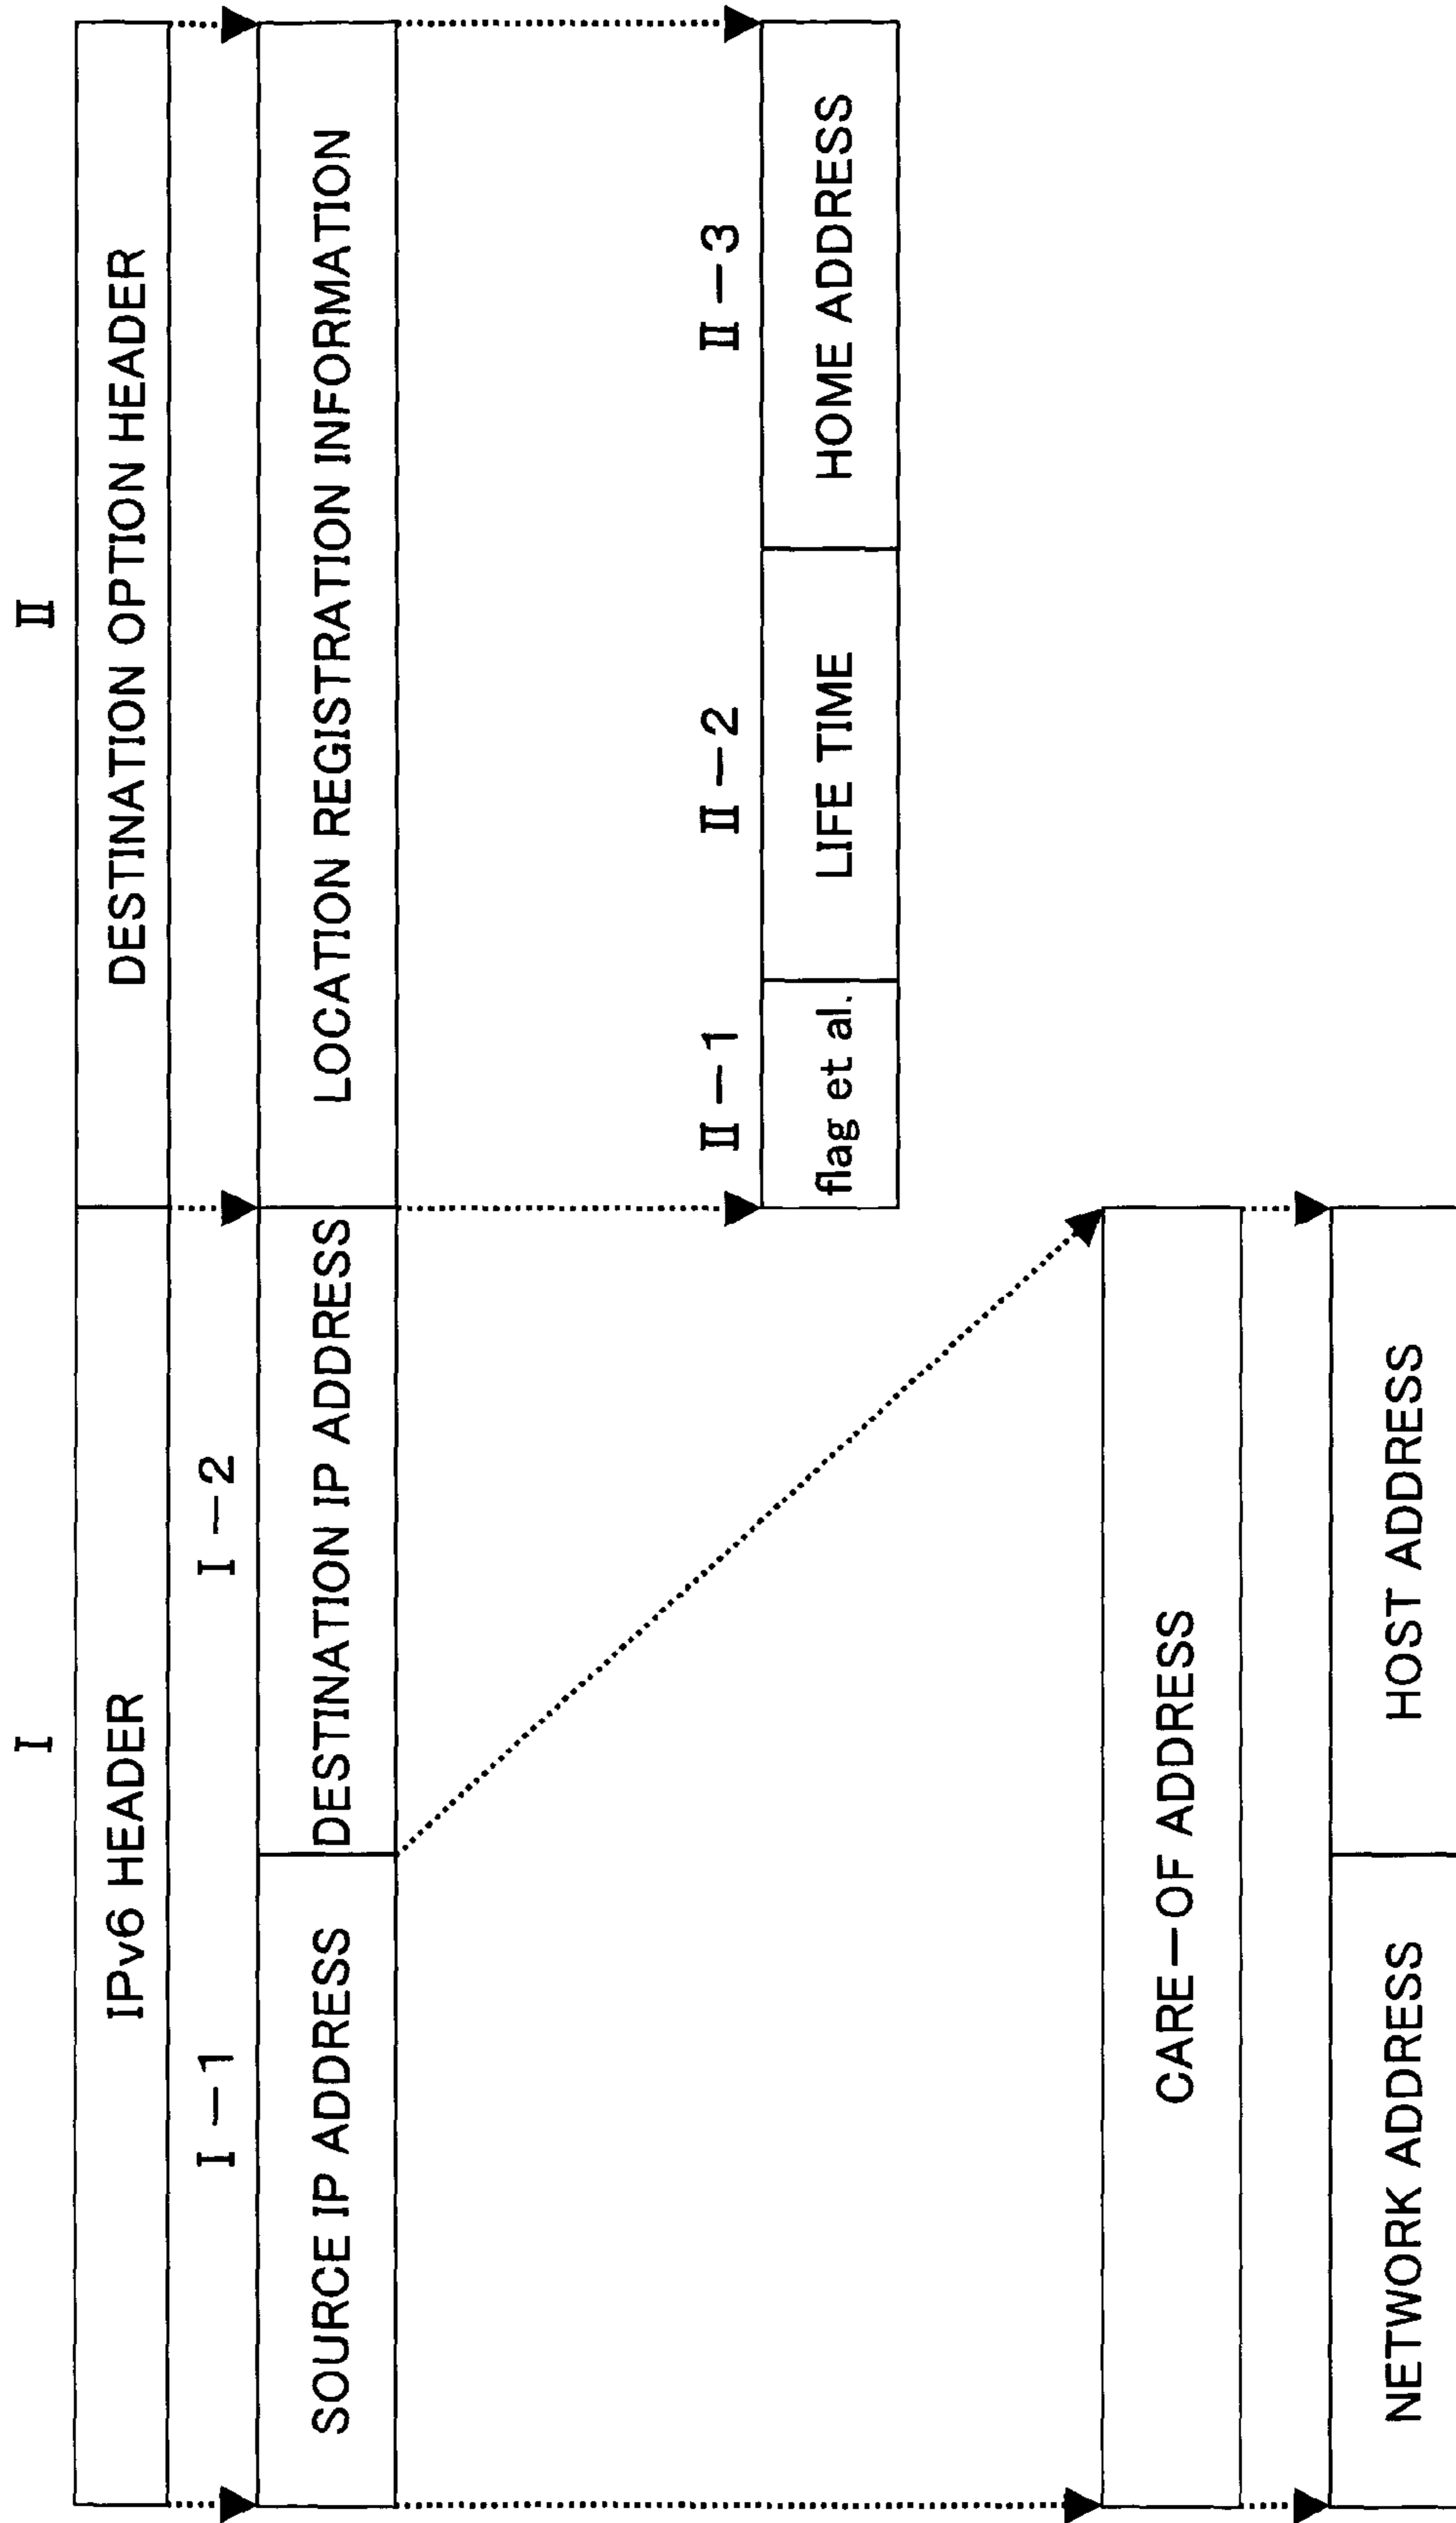 I
II
IPv6 HEADER
DESTINATION OPTION HEADER
I－1
I－2
SOURCE IP ADDRESS
DESTINATION IP ADDRESS
LOCATION REGISTRATION INFORMATION
II－1
II－2
II－3
flag et al.
LIFE TIME
HOME ADDRESS
CARE－OF ADDRESS
NETWORK ADDRESS
HOST ADDRESS